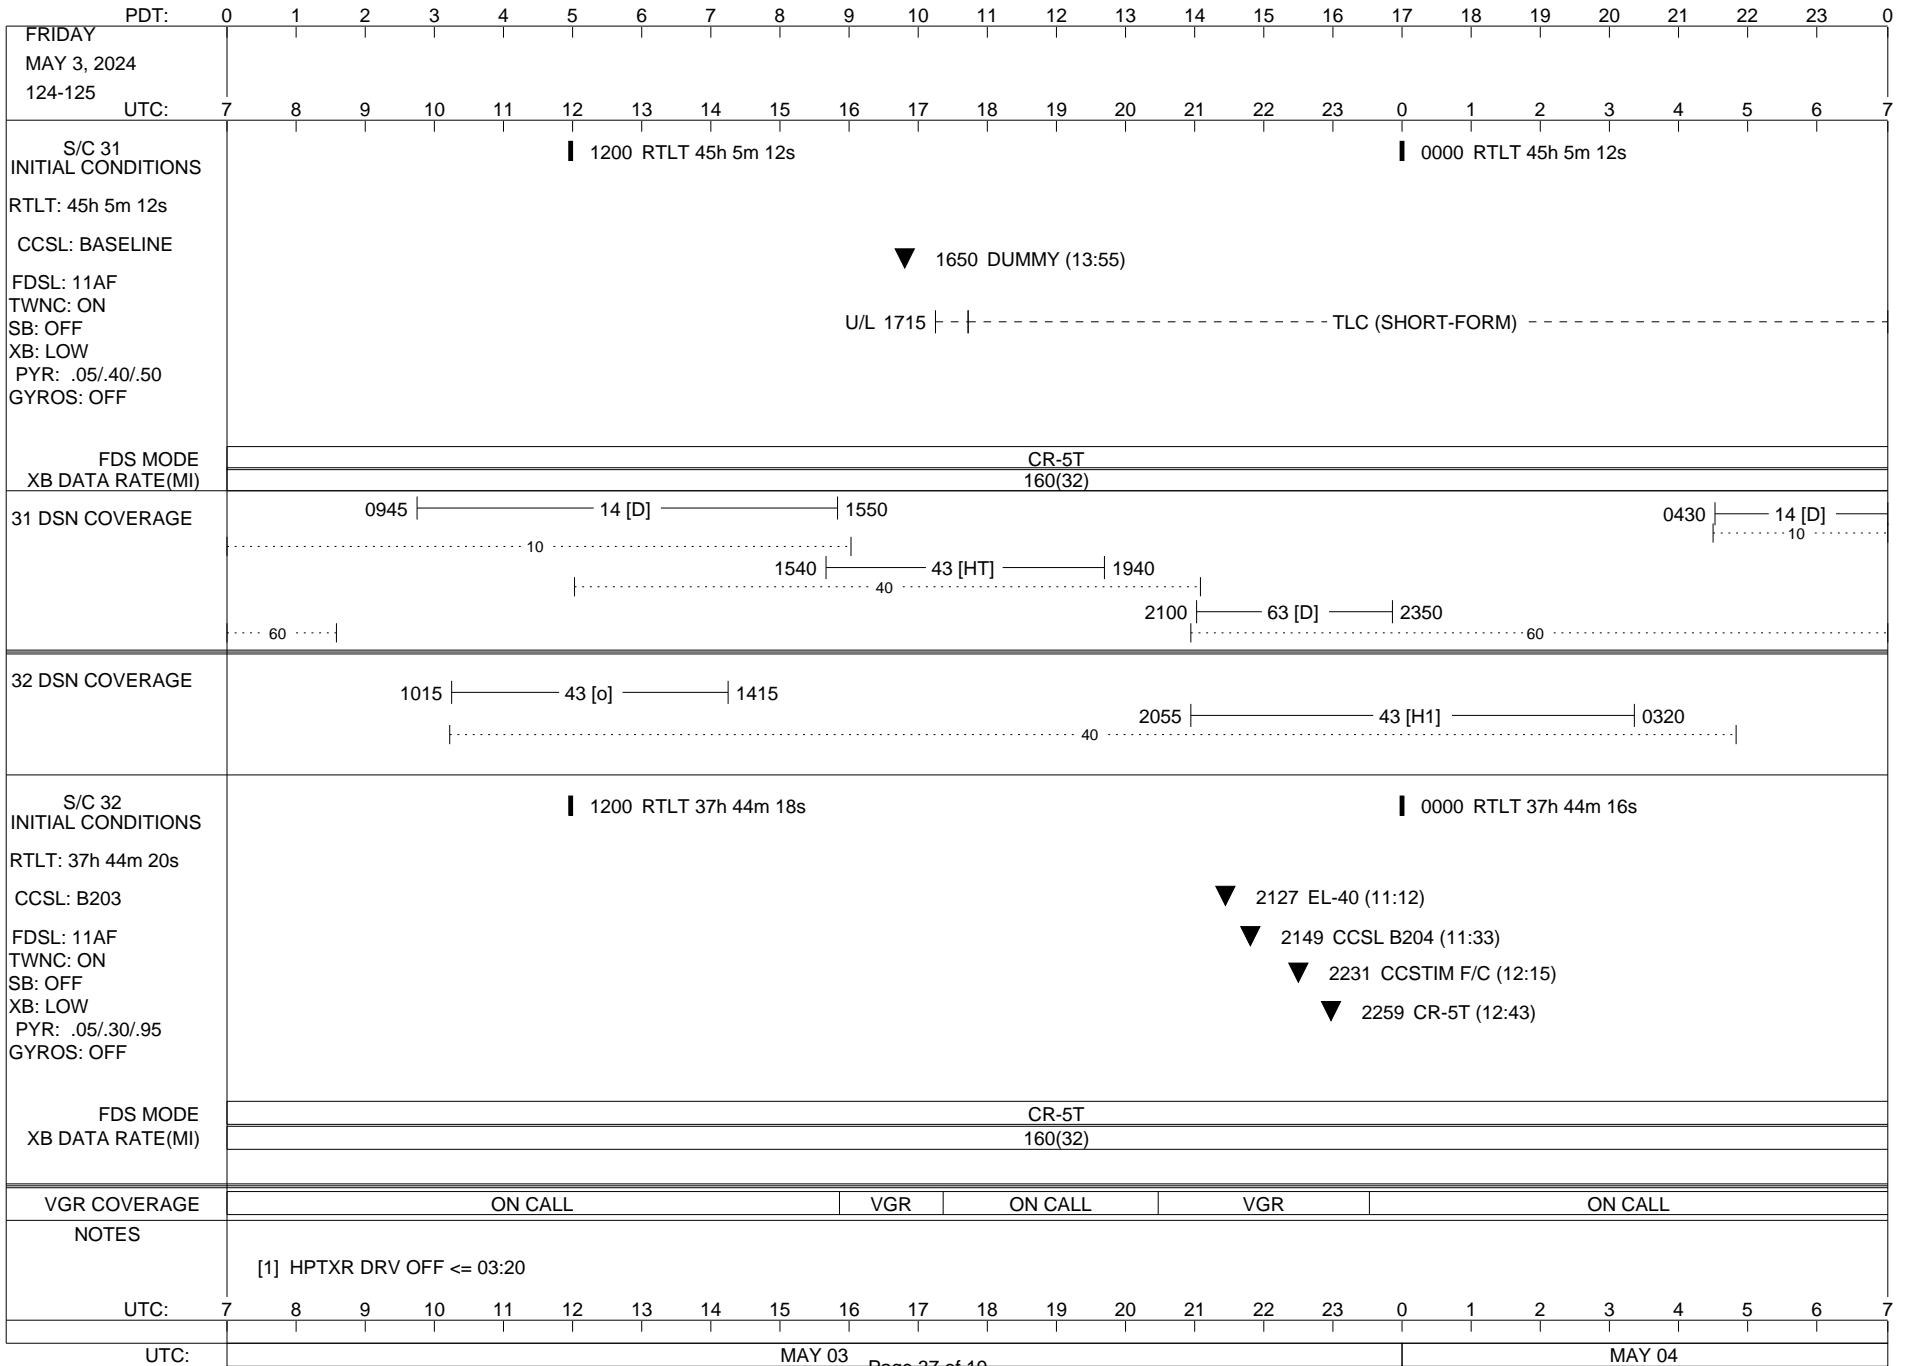 PDT: 0 1 2 3 4 5 6 7 8 9 10 11 12 13 14 15 16 17 18 19 20 21 22 23 0
FRIDAY
MAY 3, 2024
124-125
UTC: 7 8 9 10 11 12 13 14 15 16 17 18 19 20 21 22 23 0 1 2 3 4 5 6 7
S/C 31
INITIAL CONDITIONS
1200 RTLT 45h 5m 12s
0000 RTLT 45h 5m 12s
RTLT: 45h 5m 12s
CCSL: BASELINE
1650 DUMMY (13:55)
FDSL: 11AF
TWNC: ON
SB: OFF
U/L 1715
TLC (SHORT-FORM)
XB: LOW
PYR: .05/.40/.50
GYROS: OFF
FDS MODE
CR-5T
XB DATA RATE(MI)
160(32)
31 DSN COVERAGE
0945 14 [D] 1550
0430 14 [D]
10
10
1540 43 [HT] 1940
40
2100 63 [D] 2350
60
60
32 DSN COVERAGE
1015 43 [o] 1415
2055 43 [H1] 0320
40
S/C 32
INITIAL CONDITIONS
1200 RTLT 37h 44m 18s
0000 RTLT 37h 44m 16s
RTLT: 37h 44m 20s
CCSL: B203
2127 EL-40 (11:12)
FDSL: 11AF
2149 CCSL B204 (11:33)
TWNC: ON
SB: OFF
2231 CCSTIM F/C (12:15)
XB: LOW
2259 CR-5T (12:43)
PYR: .05/.30/.95
GYROS: OFF
FDS MODE
CR-5T
XB DATA RATE(MI)
160(32)
VGR COVERAGE
ON CALL VGR ON CALL VGR ON CALL
NOTES
[1] HPTXR DRV OFF <= 03:20
UTC: 7 8 9 10 11 12 13 14 15 16 17 18 19 20 21 22 23 0 1 2 3 4 5 6 7
UTC: MAY 03 MAY 04